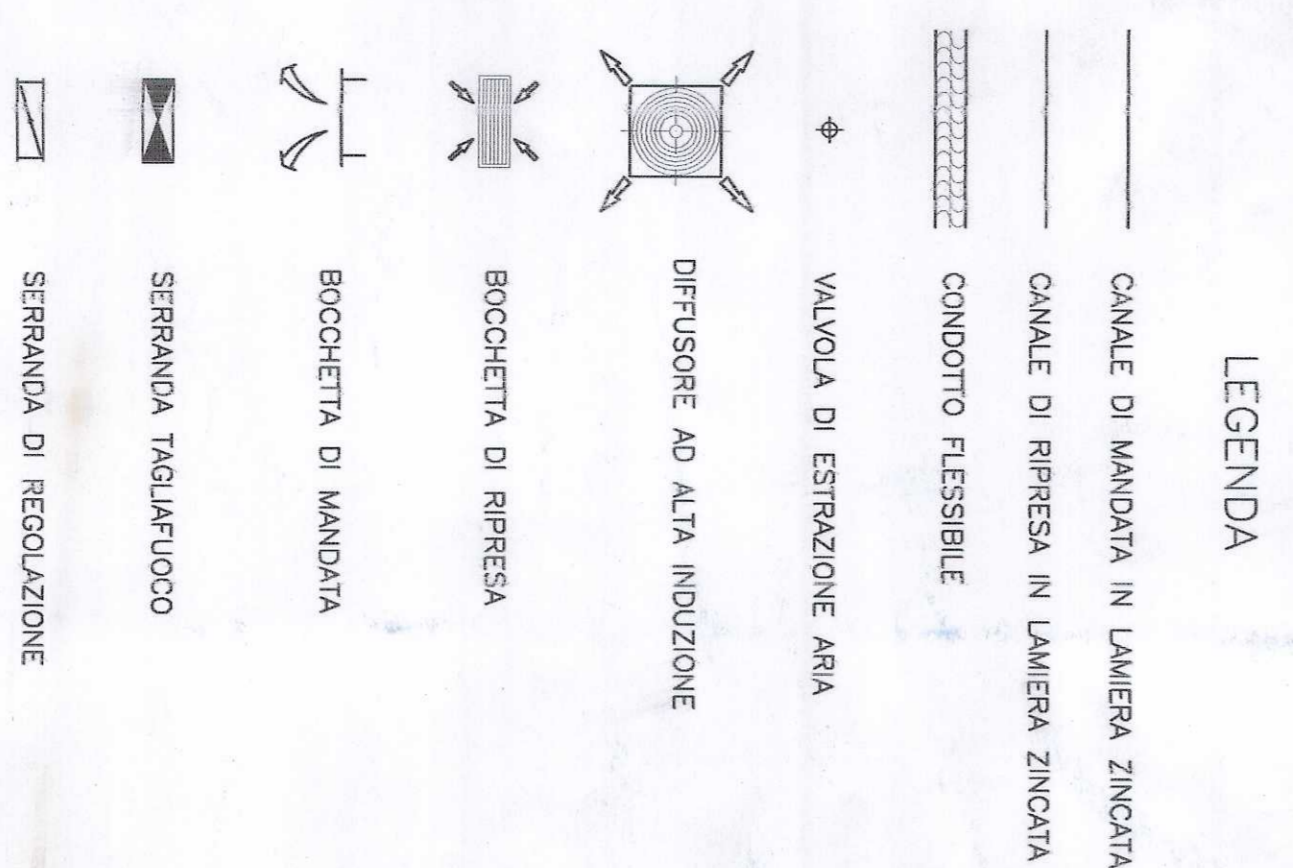 LEGENDA
CANALE DI MANDATA IN LAMIERA ZINCATA
CANALE DI RIPRESA IN LAMIERA ZINCATA
CONDOTTO FLESSIBILE
VALVOLA DI ESTRAZIONE ARIA
DIFFUSORE AD ALTA INDUZIONE
BOCCHETTA DI RIPRESA
BOCCHETTA DI MANDATA
SERRANDA TAGLIAFUOCO
SERRANDA DI REGOLAZIONE